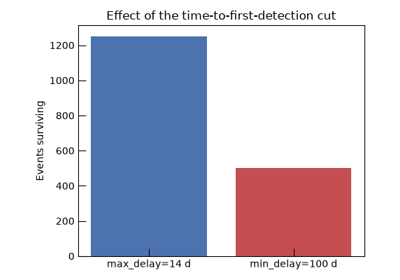 Effect of the time-to-first-detection cut
Events surviving
1200
1000
800
600
400
200
0
max_delay=14 d
min_delay=100 d